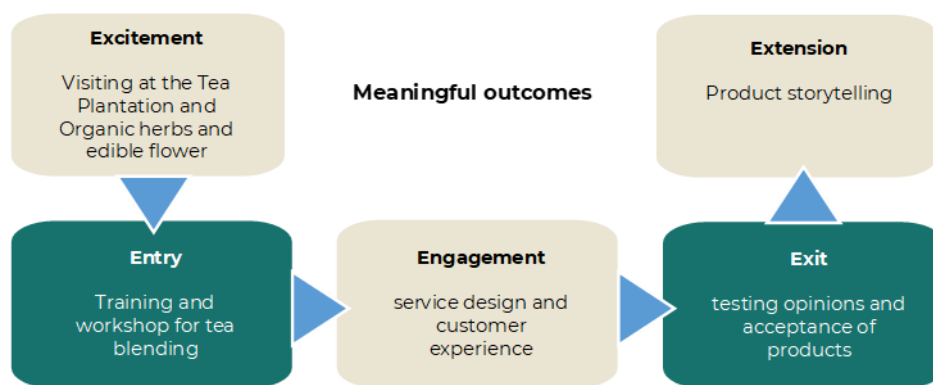 Excitement
Visiting at the Tea
Plantation and
Organic herbs and
edible flower
Meaningful outcomes
Extension
Product storytelling
Entry
Training and
workshop for tea
blending
Engagement
service design and
customer
experience
Exit
testing opinions and
acceptance of
products